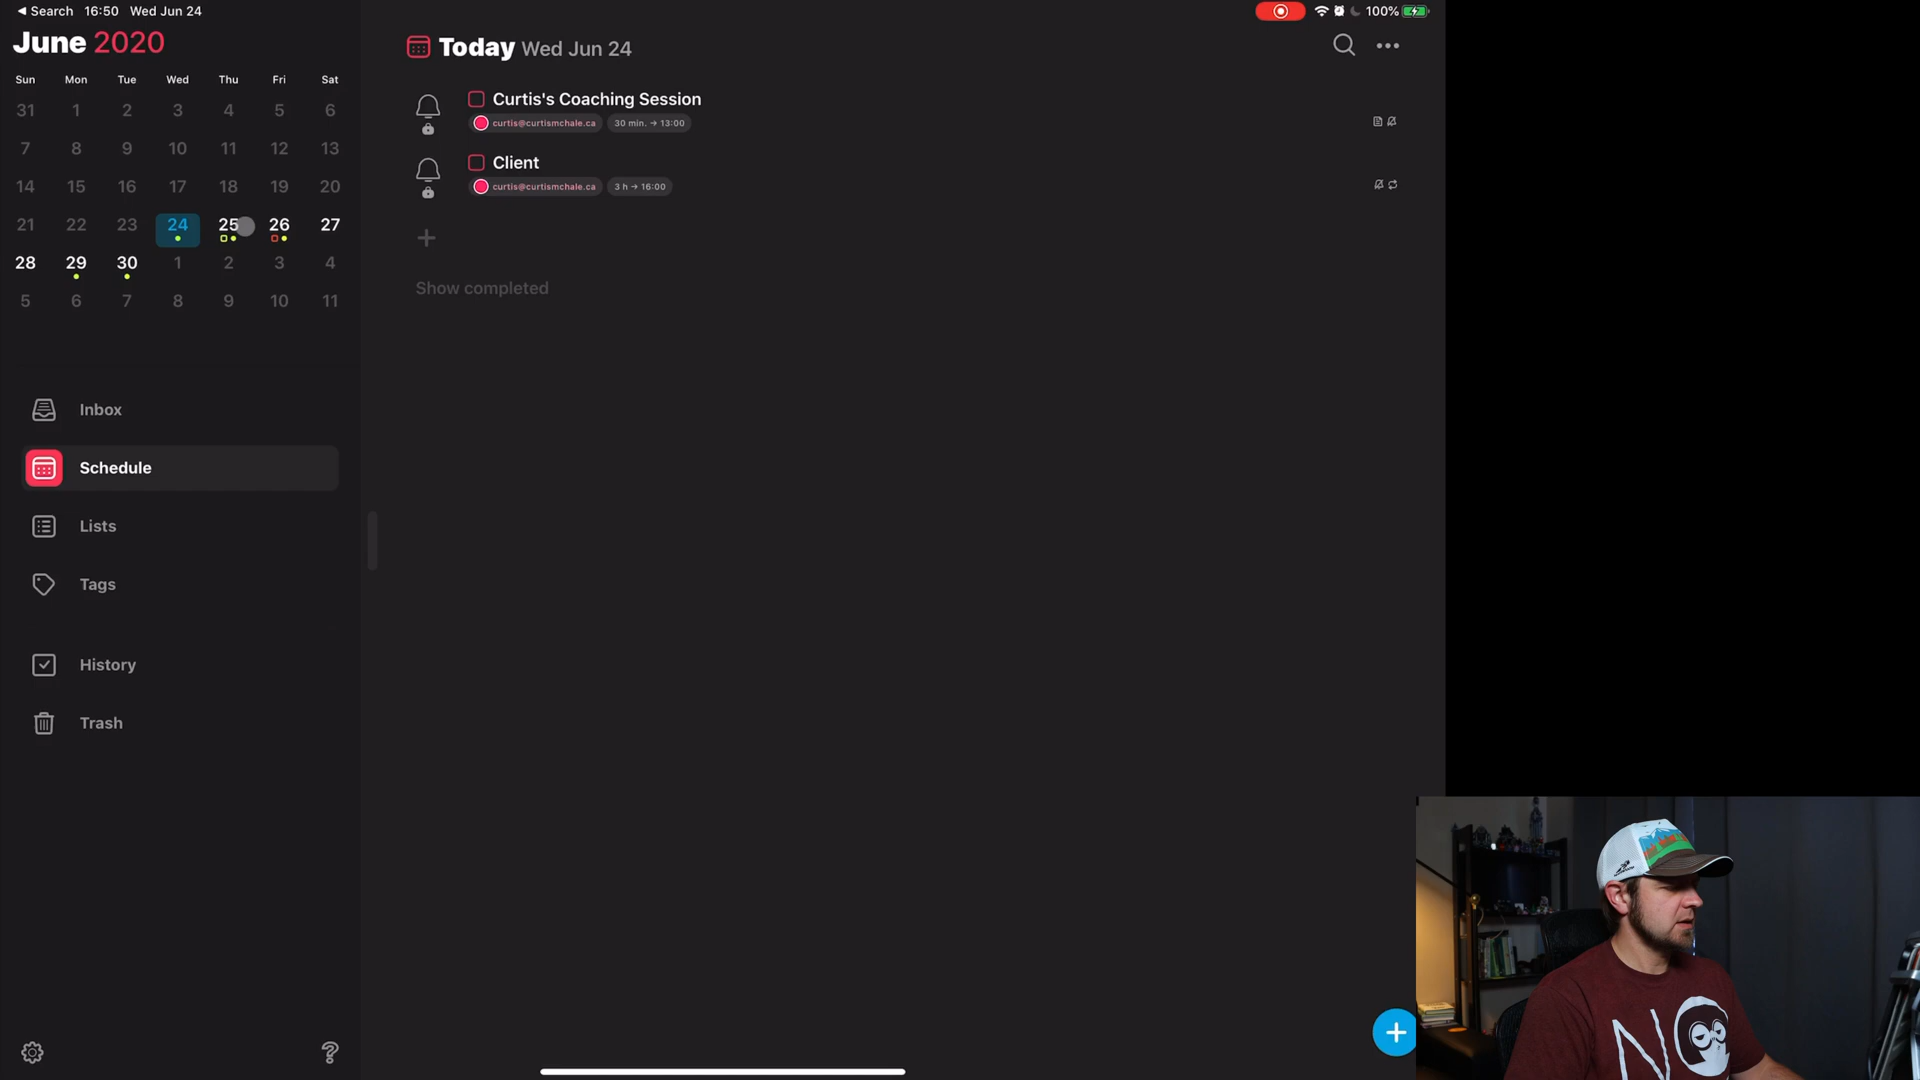 ◀ Search 16:50 Wed Jun 24
100%
June 2020
Sun Mon Tue Wed Thu Fri Sat
31 1 2 3 4 5 6
7 8 9 10 11 12 13
14 15 16 17 18 19 20
21 22 23 24 25 26 27
28 29 30 1 2 3 4
5 6 7 8 9 10 11
Inbox
Schedule
Lists
Tags
History
Trash
?
Today Wed Jun 24
Curtis's Coaching Session
curtis@curtismchale.ca 30 min. → 13:00
Client
curtis@curtismchale.ca 3 h → 16:00
Show completed
NO